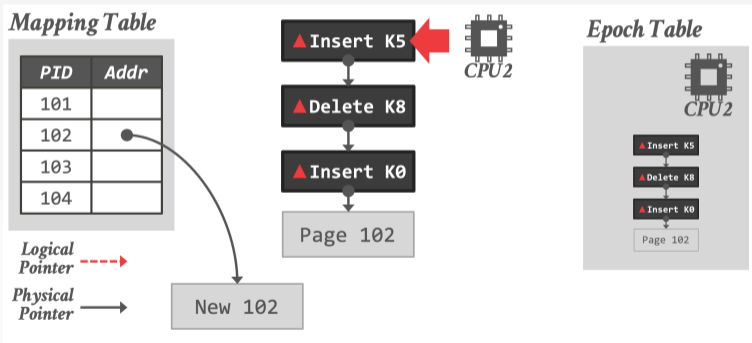 Mapping Table
PID Addr
101
102
103
104
Logical
Pointer
Physical
Pointer
▲Insert K5
▲Delete K8
▲Insert K0
Page 102
New 102
CPU2
Epoch Table
CPU2
▲Insert K5
▲Delete K8
▲Insert K0
Page 102